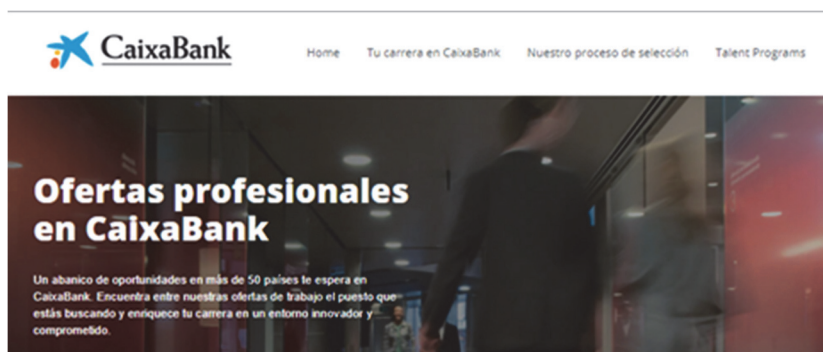 CaixaBank
Home Tu carrera en CaixaBank Nuestro proceso de selección Talent Programs
Ofertas profesionales
en CaixaBank
Un abanico de oportunidades en más de 50 países te espera en
CaixaBank. Encuentra entre nuestras ofertas de trabajo el puesto que
estás buscando y enriquece tu carrera en un entorno innovador y
comprometido.